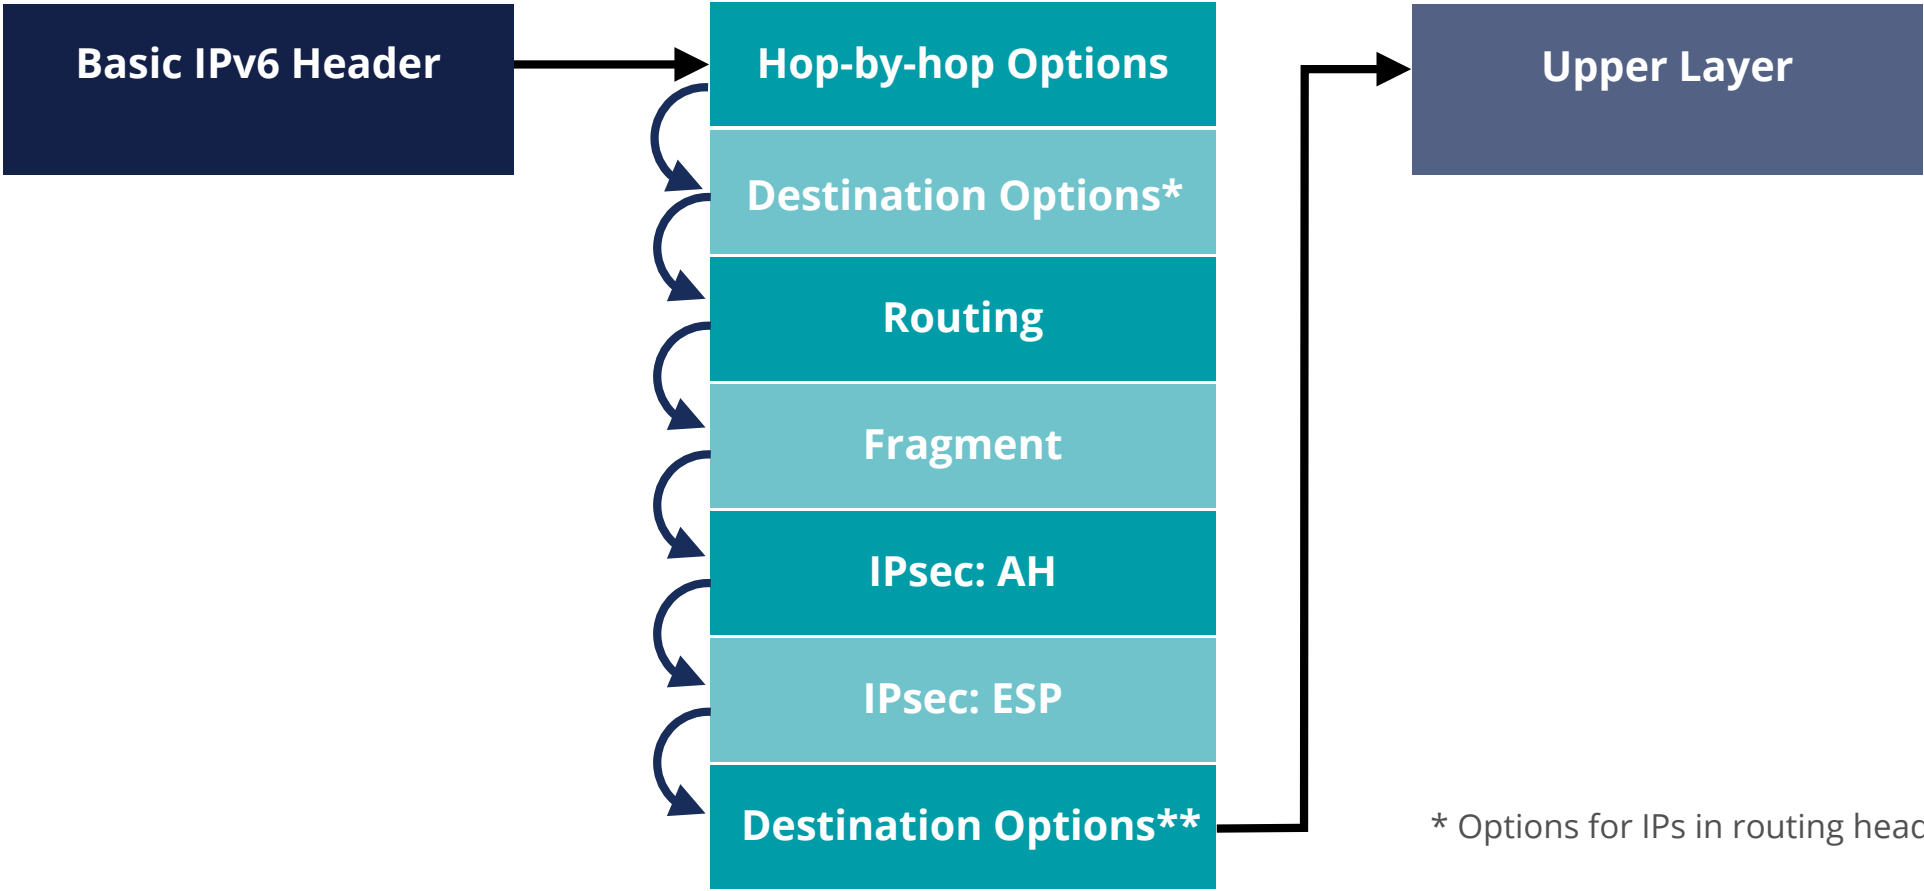 Basic IPv6 Header
Hop-by-hop Options
Destination Options*
Routing
Fragment
IPsec: AH
IPsec: ESP
Destination Options**
Upper Layer
* Options for IPs in routing